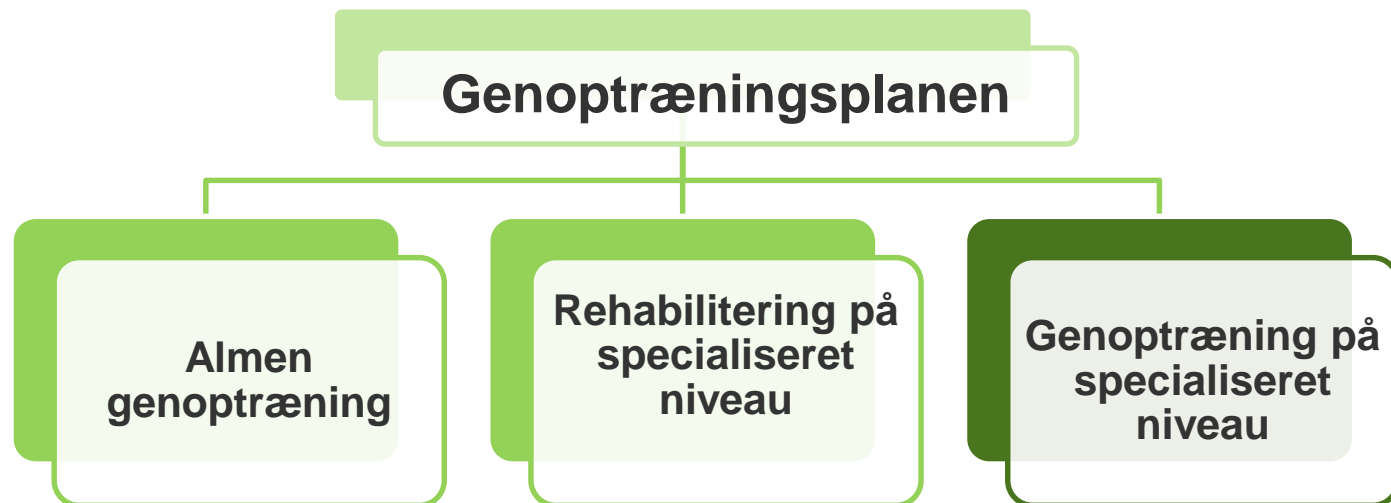 Genoptræningsplanen
Almen
genoptræning
Rehabilitering på
specialiseret
niveau
Genoptræning på
specialiseret
niveau